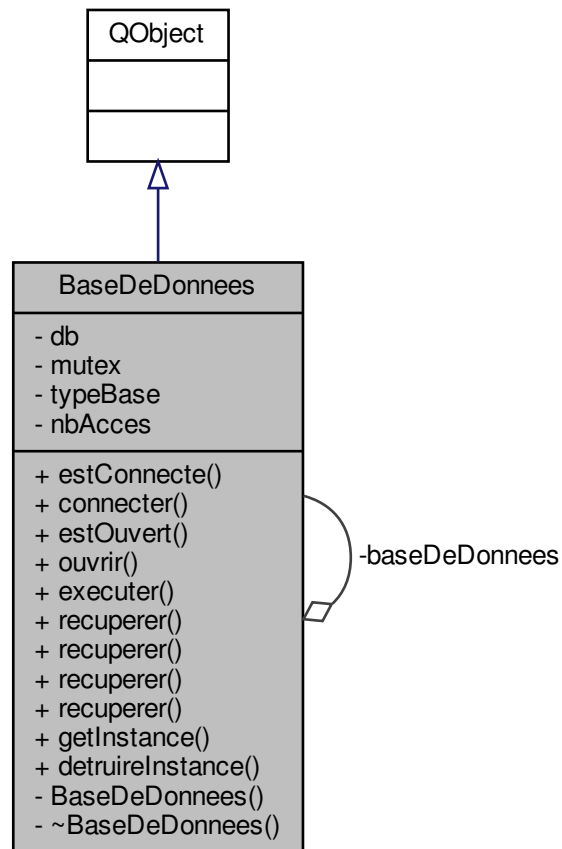 QObject
BaseDeDonnees
- db
- mutex
- typeBase
- nbAcces
+ estConnecte()
+ connecter()
+ estOuvert()
+ ouvrir()
+ executer()
+ recuperer()
+ recuperer()
+ recuperer()
+ recuperer()
+ getInstance()
+ detruireInstance()
- BaseDeDonnees()
- ~BaseDeDonnees()
-baseDeDonnees